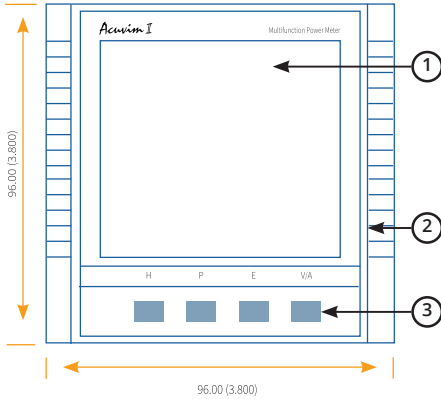 Acuvim II
Multifunction Power Meter
1
96.00 (3.800)
2
H P E V/A
3
96.00 (3.800)